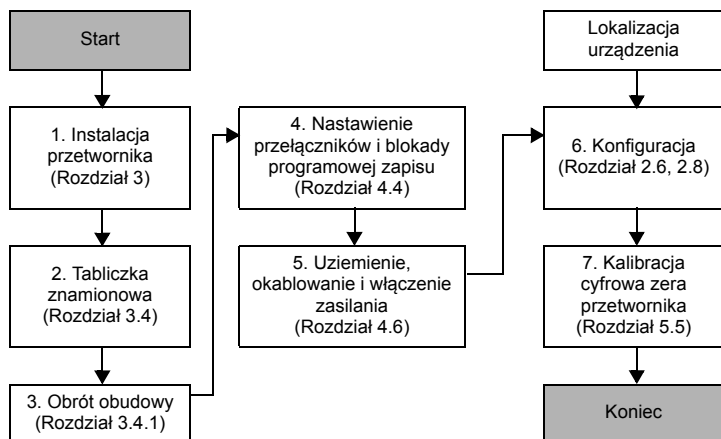 Start
1. Instalacja
przetwornika
(Rozdział 3)
2. Tabliczka
znamionowa
(Rozdział 3.4)
3. Obrót obudowy
(Rozdział 3.4.1)
4. Nastawienie
przełączników i blokady
programowej zapisu
(Rozdział 4.4)
5. Uziemienie,
okablowanie i włączenie
zasilania
(Rozdział 4.6)
Lokalizacja
urządzenia
6. Konfiguracja
(Rozdział 2.6, 2.8)
7. Kalibracja
cyfrowa zera
przetwornika
(Rozdział 5.5)
Koniec